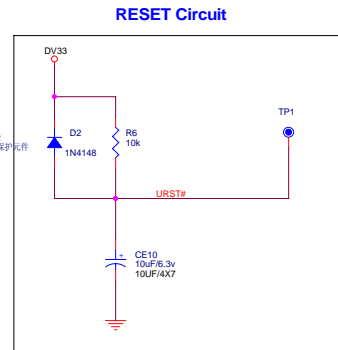 RESET Circuit
DV33
TP1
D2
R6
10k
保护元件
1N4148
URST#
+
CE10
10uF/6.3v
10UF/4X7